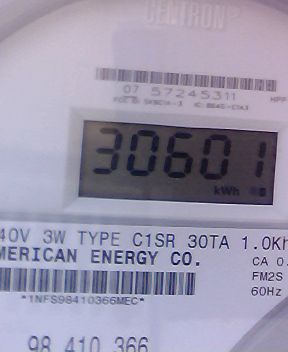 CELTRON®
07 57245311
30601
kWh
40V 3W TYPE C1SR 30TA 1.0Kh
MERICAN ENERGY CO.
CA 0.
FM2S
60Hz
*1NFS98410366MEC*
98 410 366